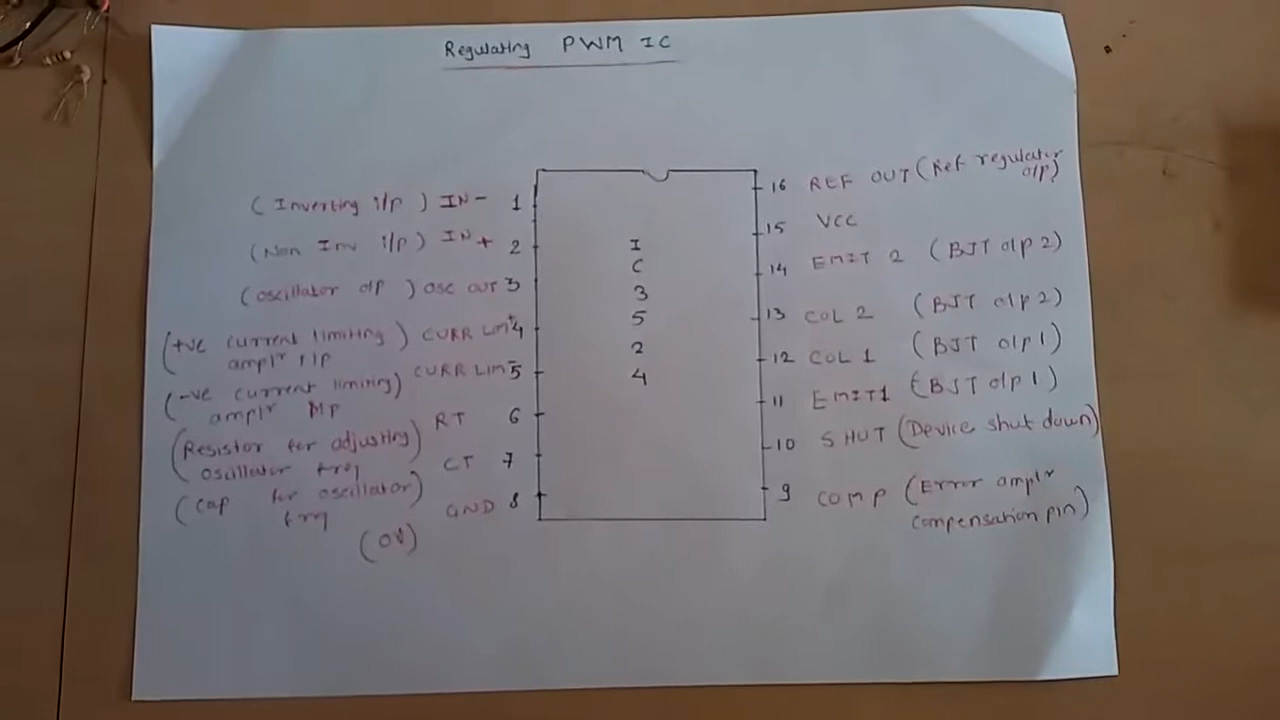 Regulating PWM IC
(Inverting i/p) IN- 1
(Non Inv i/p) IN+ 2
(oscillator o/p) OSC OUT 3
(+ve current limiting) CURR LIM+ 4
amplr i/p
(-ve current limiting) CURR LIM- 5
amplr i/p
(Resistor for adjusting) RT 6
oscillator frq
(cap for oscillator) CT 7
frq
(0V) GND 8
I
C
3
5
2
4
16 REF OUT (Ref regulator
o/p)
15 VCC
14 EMIT 2 (BJT o/p 2)
13 COL 2 (BJT o/p 2)
12 COL 1 (BJT o/p 1)
11 EMIT1 (BJT o/p 1)
10 SHUT (Device shut down)
9 COMP (Error amplr
compensation pin)